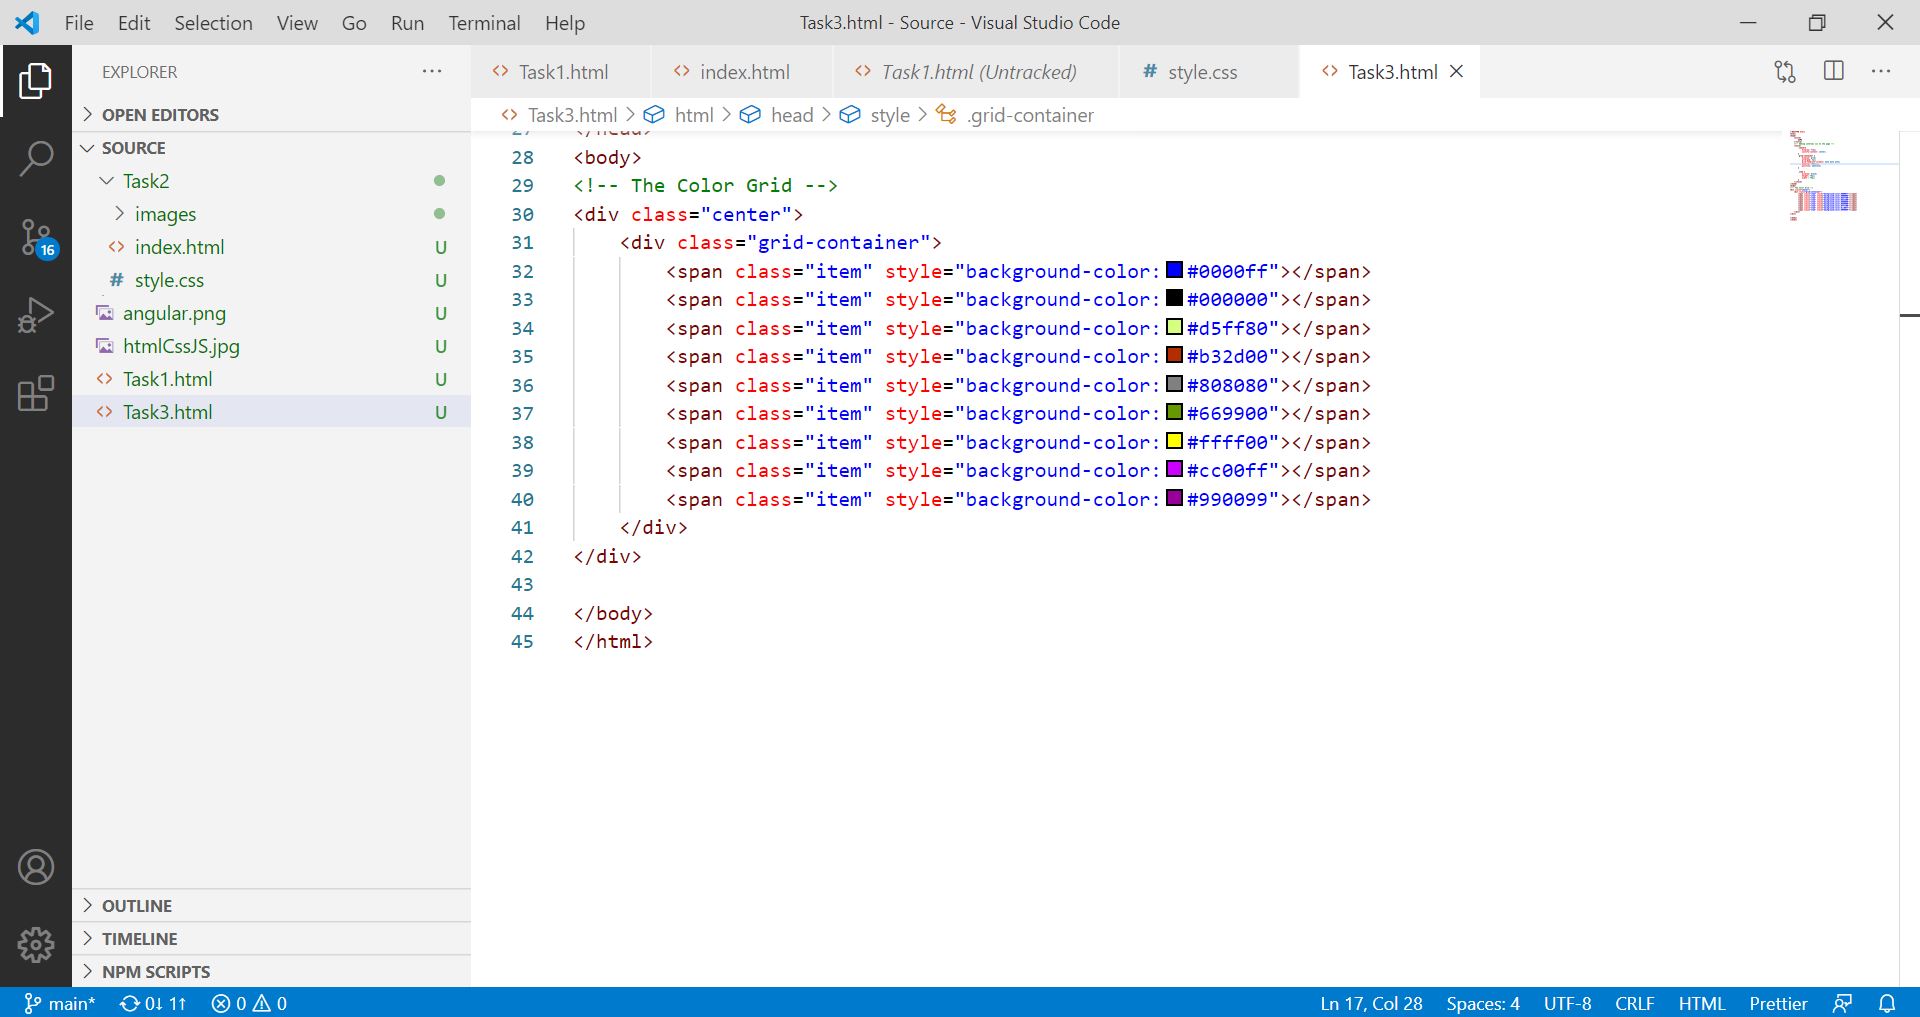 File Edit Selection View Go Run Terminal Help
Task3.html - Source - Visual Studio Code
EXPLORER
OPEN EDITORS
SOURCE
Task2
images
index.html U
style.css U
angular.png U
htmlCssJS.jpg U
Task1.html U
Task3.html U
OUTLINE
TIMELINE
NPM SCRIPTS
16
Task1.html index.html Task1.html (Untracked) style.css Task3.html
Task3.html > html > head > style > .grid-container
27 </head>
28 <body>
29 <!-- The Color Grid -->
30 <div class="center">
31 <div class="grid-container">
32 <span class="item" style="background-color:#0000ff"></span>
33 <span class="item" style="background-color:#000000"></span>
34 <span class="item" style="background-color:#d5ff80"></span>
35 <span class="item" style="background-color:#b32d00"></span>
36 <span class="item" style="background-color:#808080"></span>
37 <span class="item" style="background-color:#669900"></span>
38 <span class="item" style="background-color:#ffff00"></span>
39 <span class="item" style="background-color:#cc00ff"></span>
40 <span class="item" style="background-color:#990099"></span>
41 </div>
42 </div>
43
44 </body>
45 </html>
main* 0↓ 1↑ 0 0
Ln 17, Col 28 Spaces: 4 UTF-8 CRLF HTML Prettier